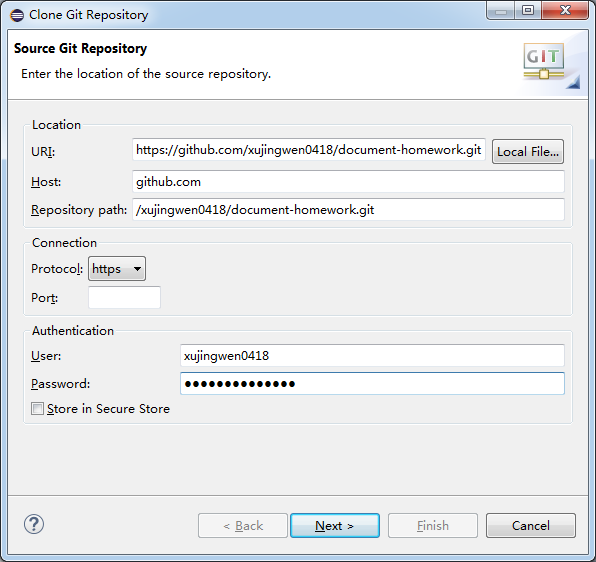 Clone Git Repository
Source Git Repository
Enter the location of the source repository.
GIT
Location
URI: https://github.com/xujingwen0418/document-homework.git Local File...
Host: github.com
Repository path: /xujingwen0418/document-homework.git
Connection
Protocol: https
Port:
Authentication
User: xujingwen0418
Password: ●●●●●●●●●●●●●●
Store in Secure Store
? < Back Next > Finish Cancel